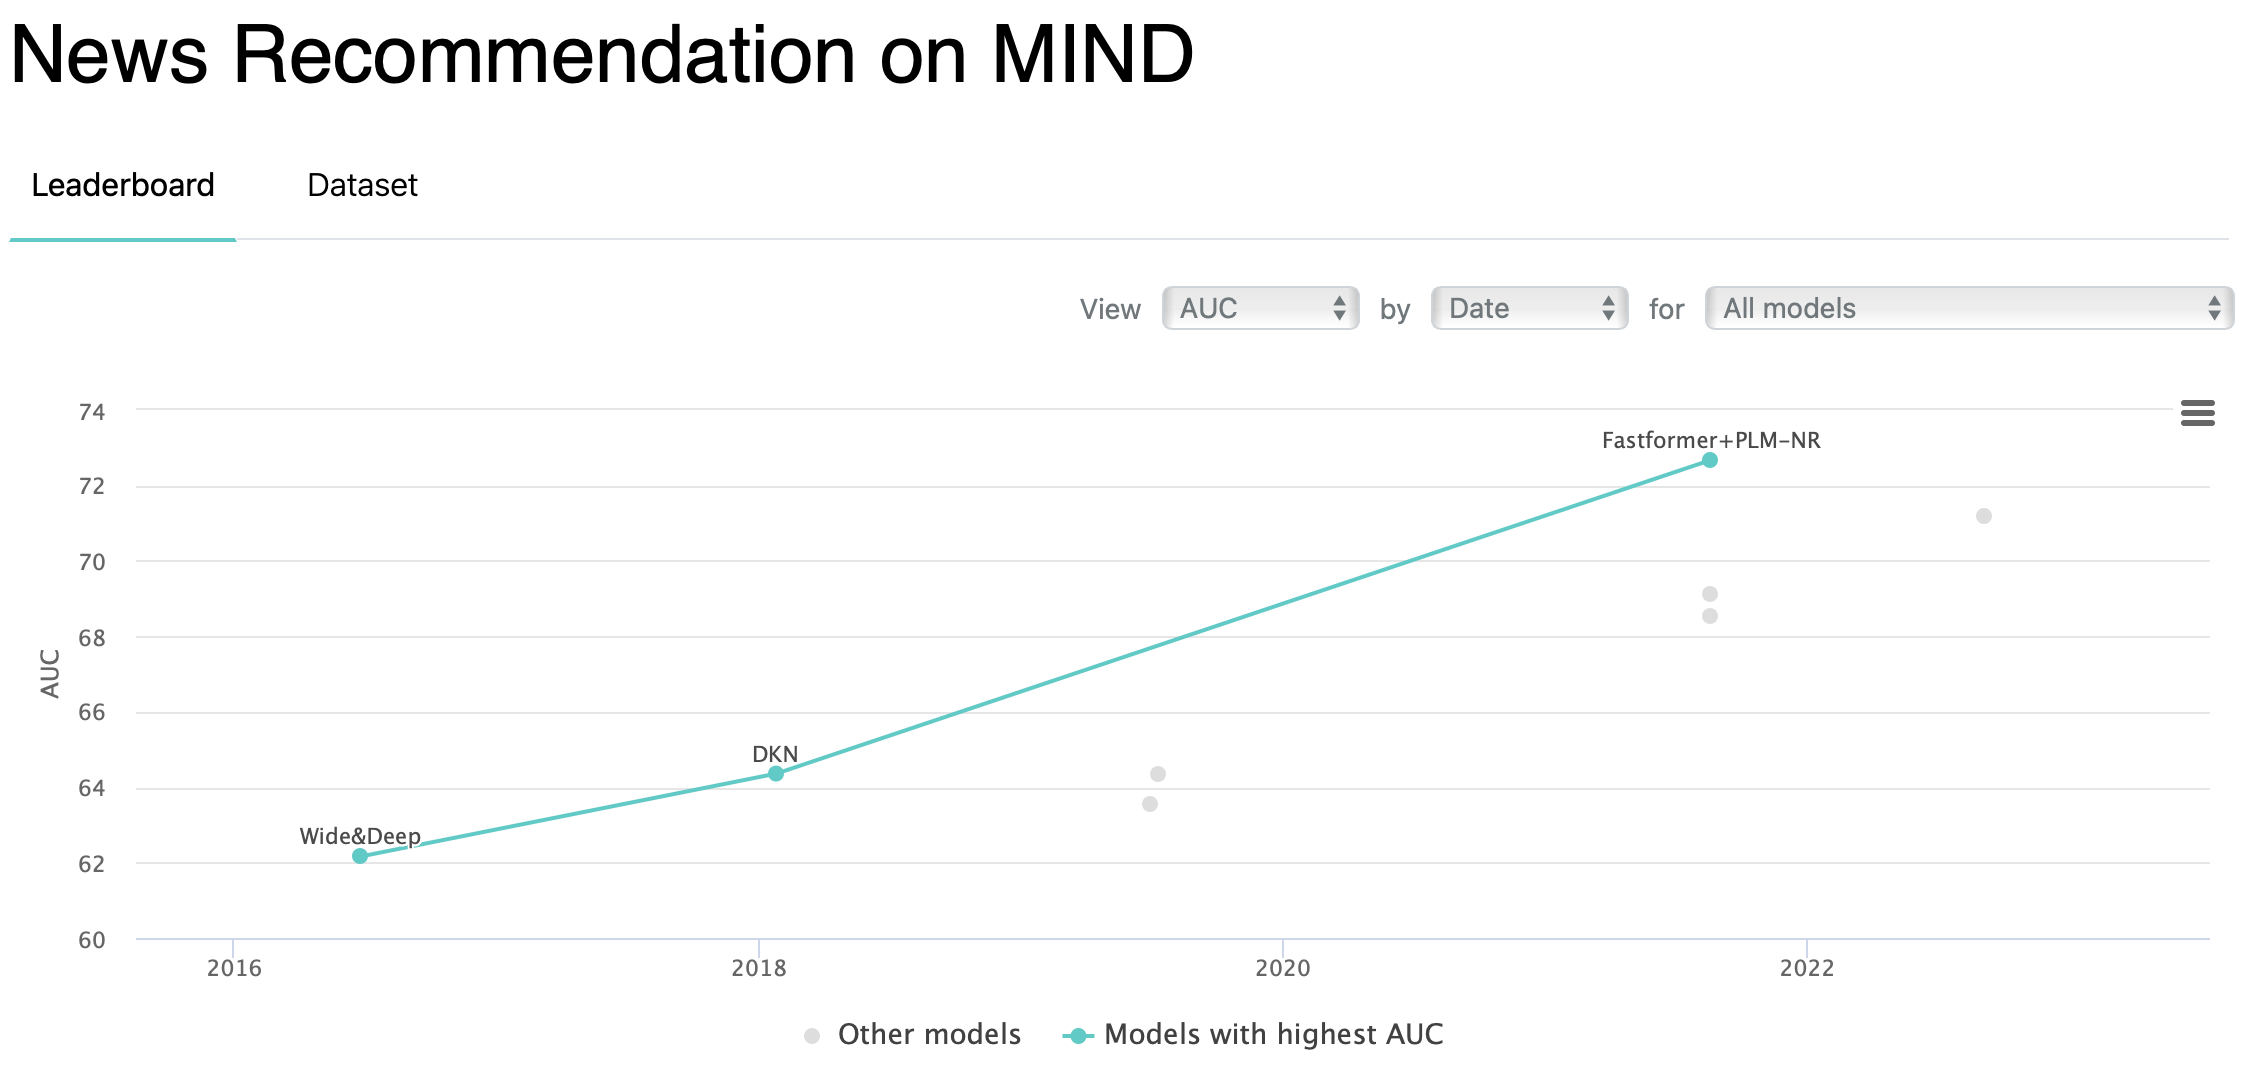 News Recommendation on MIND
Leaderboard Dataset
View AUC by Date for All models
74
Fastformer+PLM-NR
72
70
68
AUC
66
DKN
64
Wide&Deep
62
60
2016 2018 2020 2022
Other models Models with highest AUC